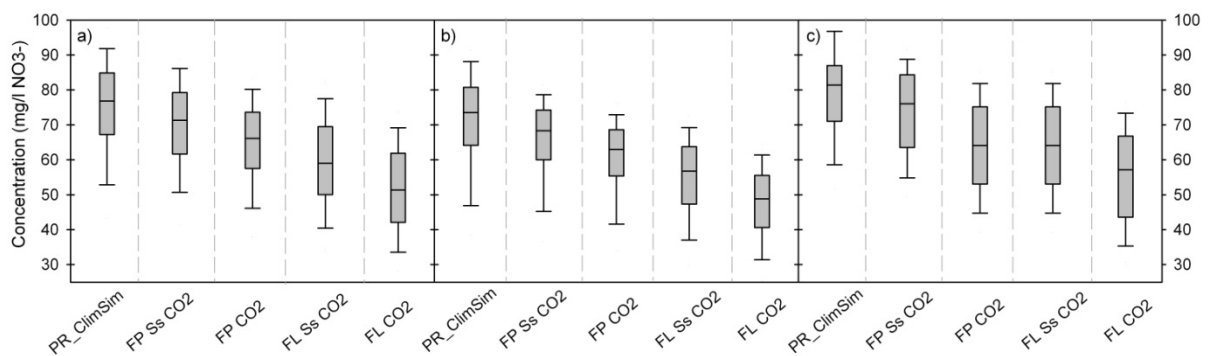 100
90
80
70
60
50
40
30
Concentration (mg/l NO3-)
a)
b)
c)
100
90
80
70
60
50
40
30
PR_ClimSim
FP Ss CO2
FP CO2
FL Ss CO2
FL CO2
PR_ClimSim
FP Ss CO2
FP CO2
FL Ss CO2
FL CO2
PR_ClimSim
FP Ss CO2
FP CO2
FL Ss CO2
FL CO2